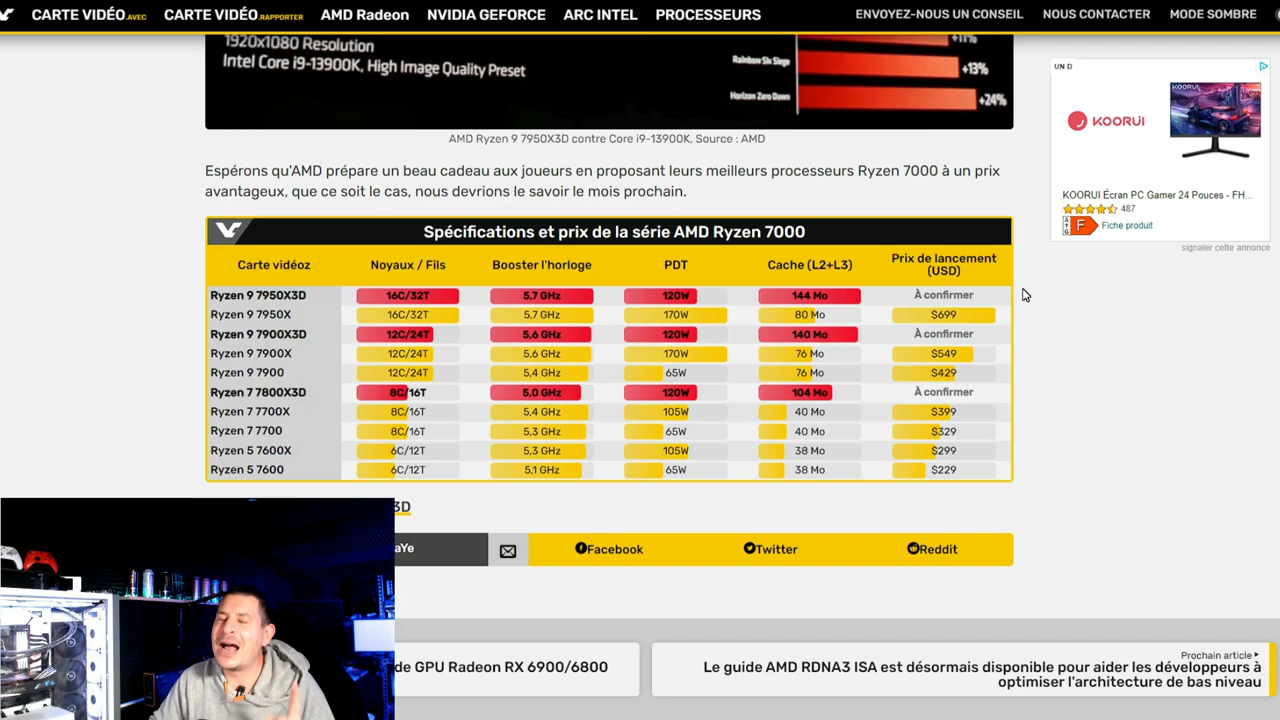 CARTE VIDÉO.AVEC CARTE VIDÉO.RAPPORTER AMD Radeon NVIDIA GEFORCE ARC INTEL PROCESSEURS ENVOYEZ-NOUS UN CONSEIL NOUS CONTACTER MODE SOMBRE
1920x1080 Resolution
Intel Core i9-13900K, High Image Quality Preset
+11%
Rainbow Six Siege +13%
Horizon Zero Dawn +24%
AMD Ryzen 9 7950X3D contre Core i9-13900K, Source : AMD
Espérons qu'AMD prépare un beau cadeau aux joueurs en proposant leurs meilleurs processeurs Ryzen 7000 à un prix
avantageux, que ce soit le cas, nous devrions le savoir le mois prochain.
Spécifications et prix de la série AMD Ryzen 7000
Carte vidéoz Noyaux / Fils Booster l'horloge PDT Cache (L2+L3) Prix de lancement
(USD)
Ryzen 9 7950X3D 16C/32T 5,7 GHz 120W 144 Mo À confirmer
Ryzen 9 7950X 16C/32T 5,7 GHz 170W 80 Mo $699
Ryzen 9 7900X3D 12C/24T 5,6 GHz 120W 140 Mo À confirmer
Ryzen 9 7900X 12C/24T 5,6 GHz 170W 76 Mo $549
Ryzen 9 7900 12C/24T 5,4 GHz 65W 76 Mo $429
Ryzen 7 7800X3D 8C/16T 5,0 GHz 120W 104 Mo À confirmer
Ryzen 7 7700X 8C/16T 5,4 GHz 105W 40 Mo $399
Ryzen 7 7700 8C/16T 5,3 GHz 65W 40 Mo $329
Ryzen 5 7600X 6C/12T 5,3 GHz 105W 38 Mo $299
Ryzen 5 7600 6C/12T 5,1 GHz 65W 38 Mo $229
3D
aYe Facebook Twitter Reddit
de GPU Radeon RX 6900/6800
Prochain article
Le guide AMD RDNA3 ISA est désormais disponible pour aider les développeurs à
optimiser l'architecture de bas niveau
UN D
KOORUI
KOORUI Écran PC Gamer 24 Pouces - FH...
487
F Fiche produit
signaler cette annonce